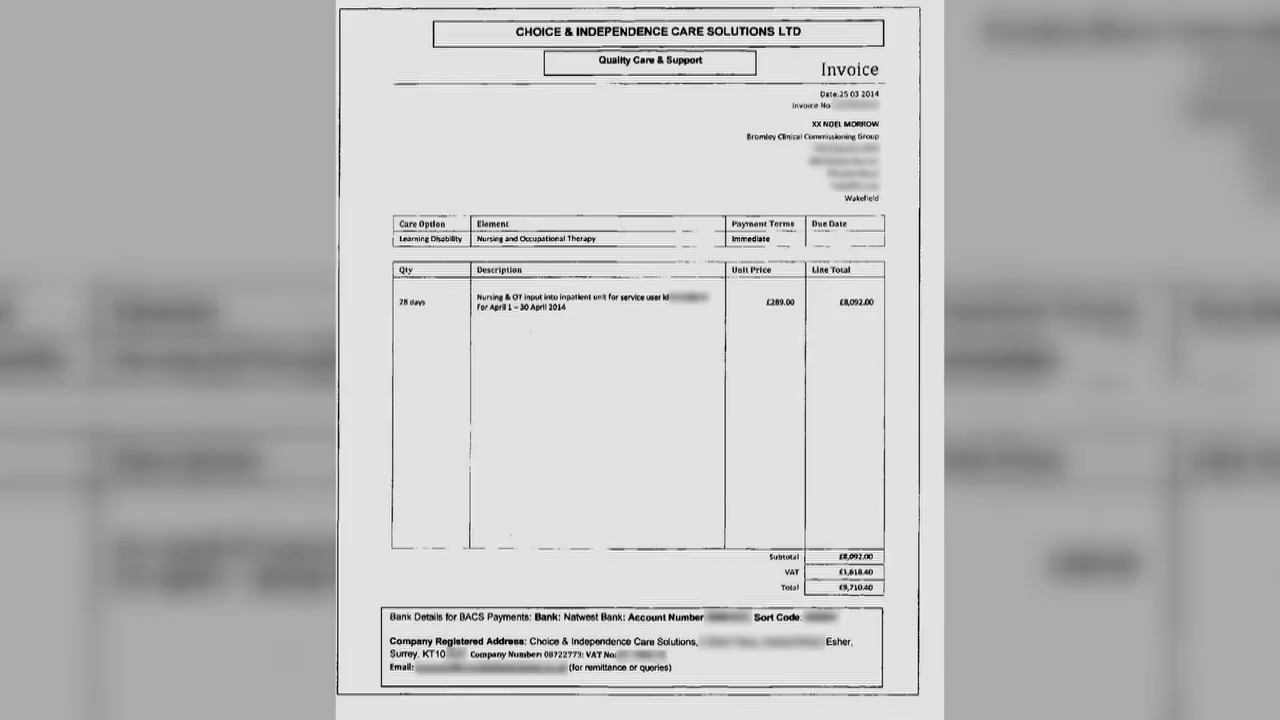 CHOICE & INDEPENDENCE CARE SOLUTIONS LTD
Quality Care & Support
Invoice
Date:25 03 2014
Invoice No
XX NOEL MORROW
Bromley Clinical Commissioning Group
Wakefield
Care Option Element Payment Terms Due Date
Learning Disability Nursing and Occupational Therapy Immediate
Qty Description Unit Price Line Total
28 days Nursing & OT input into inpatient unit for service user id £289.00 £8,092.00
For April 1 – 30 April 2014
Subtotal £8,092.00
VAT £1,618.40
Total £9,710.40
Bank Details for BACS Payments: Bank: Natwest Bank: Account Number Sort Code:
Company Registered Address: Choice & Independence Care Solutions, Esher,
Surrey. KT10 Company Number: 08722773: VAT No:
Email: (for remittance or queries)